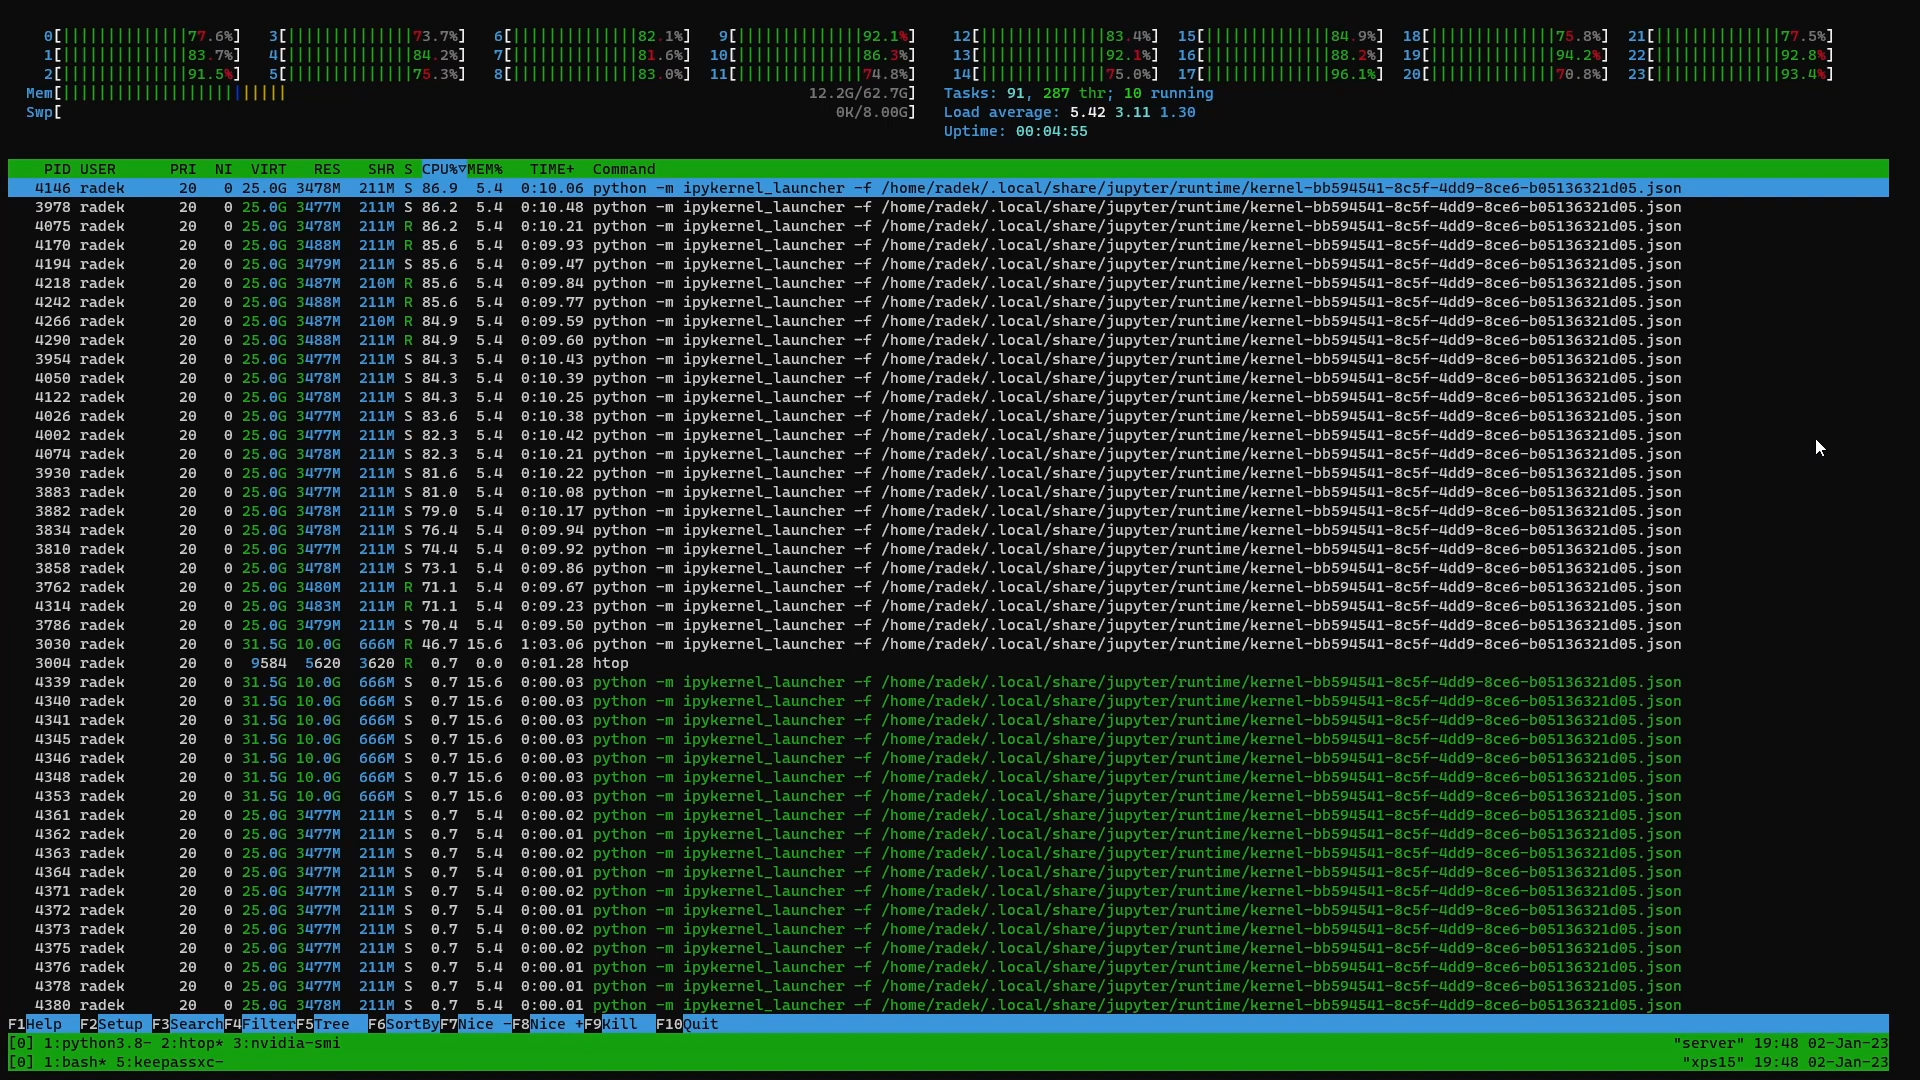 0[||||||||||||||77.6%] 3[||||||||||||||73.7%] 6[||||||||||||||82.1%] 9[||||||||||||||92.1%] 12[||||||||||||||83.4%] 15[||||||||||||||84.9%] 18[||||||||||||||75.8%] 21[||||||||||||||77.5%]
1[||||||||||||||83.7%] 4[||||||||||||||84.2%] 7[||||||||||||||81.6%] 10[||||||||||||||86.3%] 13[||||||||||||||92.1%] 16[||||||||||||||88.2%] 19[||||||||||||||94.2%] 22[||||||||||||||92.8%]
2[||||||||||||||91.5%] 5[||||||||||||||75.3%] 8[||||||||||||||83.0%] 11[||||||||||||||74.8%] 14[||||||||||||||75.0%] 17[||||||||||||||96.1%] 20[||||||||||||||70.8%] 23[||||||||||||||93.4%]
Mem[||||||||||||||||||||||||| 12.2G/62.7G] Tasks: 91, 287 thr; 10 running
Swp[ 0K/8.00G] Load average: 5.42 3.11 1.30
Uptime: 00:04:55
PID USER PRI NI VIRT RES SHR S CPU%▽MEM% TIME+ Command
4146 radek 20 0 25.0G 3478M 211M S 86.9 5.4 0:10.06 python -m ipykernel_launcher -f /home/radek/.local/share/jupyter/runtime/kernel-bb594541-8c5f-4dd9-8ce6-b05136321d05.json
3978 radek 20 0 25.0G 3477M 211M S 86.2 5.4 0:10.48 python -m ipykernel_launcher -f /home/radek/.local/share/jupyter/runtime/kernel-bb594541-8c5f-4dd9-8ce6-b05136321d05.json
4075 radek 20 0 25.0G 3478M 211M R 86.2 5.4 0:10.21 python -m ipykernel_launcher -f /home/radek/.local/share/jupyter/runtime/kernel-bb594541-8c5f-4dd9-8ce6-b05136321d05.json
4170 radek 20 0 25.0G 3488M 211M R 85.6 5.4 0:09.93 python -m ipykernel_launcher -f /home/radek/.local/share/jupyter/runtime/kernel-bb594541-8c5f-4dd9-8ce6-b05136321d05.json
4194 radek 20 0 25.0G 3479M 211M S 85.6 5.4 0:09.47 python -m ipykernel_launcher -f /home/radek/.local/share/jupyter/runtime/kernel-bb594541-8c5f-4dd9-8ce6-b05136321d05.json
4218 radek 20 0 25.0G 3487M 210M R 85.6 5.4 0:09.84 python -m ipykernel_launcher -f /home/radek/.local/share/jupyter/runtime/kernel-bb594541-8c5f-4dd9-8ce6-b05136321d05.json
4242 radek 20 0 25.0G 3488M 211M R 85.6 5.4 0:09.77 python -m ipykernel_launcher -f /home/radek/.local/share/jupyter/runtime/kernel-bb594541-8c5f-4dd9-8ce6-b05136321d05.json
4266 radek 20 0 25.0G 3487M 210M R 84.9 5.4 0:09.59 python -m ipykernel_launcher -f /home/radek/.local/share/jupyter/runtime/kernel-bb594541-8c5f-4dd9-8ce6-b05136321d05.json
4290 radek 20 0 25.0G 3488M 211M R 84.9 5.4 0:09.60 python -m ipykernel_launcher -f /home/radek/.local/share/jupyter/runtime/kernel-bb594541-8c5f-4dd9-8ce6-b05136321d05.json
3954 radek 20 0 25.0G 3477M 211M S 84.3 5.4 0:10.43 python -m ipykernel_launcher -f /home/radek/.local/share/jupyter/runtime/kernel-bb594541-8c5f-4dd9-8ce6-b05136321d05.json
4050 radek 20 0 25.0G 3478M 211M S 84.3 5.4 0:10.39 python -m ipykernel_launcher -f /home/radek/.local/share/jupyter/runtime/kernel-bb594541-8c5f-4dd9-8ce6-b05136321d05.json
4122 radek 20 0 25.0G 3478M 211M S 84.3 5.4 0:10.25 python -m ipykernel_launcher -f /home/radek/.local/share/jupyter/runtime/kernel-bb594541-8c5f-4dd9-8ce6-b05136321d05.json
4026 radek 20 0 25.0G 3477M 211M S 83.6 5.4 0:10.38 python -m ipykernel_launcher -f /home/radek/.local/share/jupyter/runtime/kernel-bb594541-8c5f-4dd9-8ce6-b05136321d05.json
4002 radek 20 0 25.0G 3477M 211M S 82.3 5.4 0:10.42 python -m ipykernel_launcher -f /home/radek/.local/share/jupyter/runtime/kernel-bb594541-8c5f-4dd9-8ce6-b05136321d05.json
4074 radek 20 0 25.0G 3478M 211M S 82.3 5.4 0:10.21 python -m ipykernel_launcher -f /home/radek/.local/share/jupyter/runtime/kernel-bb594541-8c5f-4dd9-8ce6-b05136321d05.json
3930 radek 20 0 25.0G 3477M 211M S 81.6 5.4 0:10.22 python -m ipykernel_launcher -f /home/radek/.local/share/jupyter/runtime/kernel-bb594541-8c5f-4dd9-8ce6-b05136321d05.json
3883 radek 20 0 25.0G 3477M 211M S 81.0 5.4 0:10.08 python -m ipykernel_launcher -f /home/radek/.local/share/jupyter/runtime/kernel-bb594541-8c5f-4dd9-8ce6-b05136321d05.json
3882 radek 20 0 25.0G 3478M 211M S 79.0 5.4 0:10.17 python -m ipykernel_launcher -f /home/radek/.local/share/jupyter/runtime/kernel-bb594541-8c5f-4dd9-8ce6-b05136321d05.json
3834 radek 20 0 25.0G 3478M 211M S 76.4 5.4 0:09.94 python -m ipykernel_launcher -f /home/radek/.local/share/jupyter/runtime/kernel-bb594541-8c5f-4dd9-8ce6-b05136321d05.json
3810 radek 20 0 25.0G 3477M 211M S 74.4 5.4 0:09.92 python -m ipykernel_launcher -f /home/radek/.local/share/jupyter/runtime/kernel-bb594541-8c5f-4dd9-8ce6-b05136321d05.json
3858 radek 20 0 25.0G 3478M 211M S 73.1 5.4 0:09.86 python -m ipykernel_launcher -f /home/radek/.local/share/jupyter/runtime/kernel-bb594541-8c5f-4dd9-8ce6-b05136321d05.json
3762 radek 20 0 25.0G 3480M 211M R 71.1 5.4 0:09.67 python -m ipykernel_launcher -f /home/radek/.local/share/jupyter/runtime/kernel-bb594541-8c5f-4dd9-8ce6-b05136321d05.json
4314 radek 20 0 25.0G 3483M 211M R 71.1 5.4 0:09.23 python -m ipykernel_launcher -f /home/radek/.local/share/jupyter/runtime/kernel-bb594541-8c5f-4dd9-8ce6-b05136321d05.json
3786 radek 20 0 25.0G 3479M 211M S 70.4 5.4 0:09.50 python -m ipykernel_launcher -f /home/radek/.local/share/jupyter/runtime/kernel-bb594541-8c5f-4dd9-8ce6-b05136321d05.json
3030 radek 20 0 31.5G 10.0G 666M R 46.7 15.6 1:03.06 python -m ipykernel_launcher -f /home/radek/.local/share/jupyter/runtime/kernel-bb594541-8c5f-4dd9-8ce6-b05136321d05.json
3004 radek 20 0 9584 5620 3620 R 0.7 0.0 0:01.28 htop
4339 radek 20 0 31.5G 10.0G 666M S 0.7 15.6 0:00.03 python -m ipykernel_launcher -f /home/radek/.local/share/jupyter/runtime/kernel-bb594541-8c5f-4dd9-8ce6-b05136321d05.json
4340 radek 20 0 31.5G 10.0G 666M S 0.7 15.6 0:00.03 python -m ipykernel_launcher -f /home/radek/.local/share/jupyter/runtime/kernel-bb594541-8c5f-4dd9-8ce6-b05136321d05.json
4341 radek 20 0 31.5G 10.0G 666M S 0.7 15.6 0:00.03 python -m ipykernel_launcher -f /home/radek/.local/share/jupyter/runtime/kernel-bb594541-8c5f-4dd9-8ce6-b05136321d05.json
4345 radek 20 0 31.5G 10.0G 666M S 0.7 15.6 0:00.03 python -m ipykernel_launcher -f /home/radek/.local/share/jupyter/runtime/kernel-bb594541-8c5f-4dd9-8ce6-b05136321d05.json
4346 radek 20 0 31.5G 10.0G 666M S 0.7 15.6 0:00.03 python -m ipykernel_launcher -f /home/radek/.local/share/jupyter/runtime/kernel-bb594541-8c5f-4dd9-8ce6-b05136321d05.json
4348 radek 20 0 31.5G 10.0G 666M S 0.7 15.6 0:00.03 python -m ipykernel_launcher -f /home/radek/.local/share/jupyter/runtime/kernel-bb594541-8c5f-4dd9-8ce6-b05136321d05.json
4353 radek 20 0 31.5G 10.0G 666M S 0.7 15.6 0:00.03 python -m ipykernel_launcher -f /home/radek/.local/share/jupyter/runtime/kernel-bb594541-8c5f-4dd9-8ce6-b05136321d05.json
4361 radek 20 0 25.0G 3477M 211M S 0.7 5.4 0:00.02 python -m ipykernel_launcher -f /home/radek/.local/share/jupyter/runtime/kernel-bb594541-8c5f-4dd9-8ce6-b05136321d05.json
4362 radek 20 0 25.0G 3477M 211M S 0.7 5.4 0:00.01 python -m ipykernel_launcher -f /home/radek/.local/share/jupyter/runtime/kernel-bb594541-8c5f-4dd9-8ce6-b05136321d05.json
4363 radek 20 0 25.0G 3477M 211M S 0.7 5.4 0:00.02 python -m ipykernel_launcher -f /home/radek/.local/share/jupyter/runtime/kernel-bb594541-8c5f-4dd9-8ce6-b05136321d05.json
4364 radek 20 0 25.0G 3477M 211M S 0.7 5.4 0:00.01 python -m ipykernel_launcher -f /home/radek/.local/share/jupyter/runtime/kernel-bb594541-8c5f-4dd9-8ce6-b05136321d05.json
4371 radek 20 0 25.0G 3477M 211M S 0.7 5.4 0:00.02 python -m ipykernel_launcher -f /home/radek/.local/share/jupyter/runtime/kernel-bb594541-8c5f-4dd9-8ce6-b05136321d05.json
4372 radek 20 0 25.0G 3477M 211M S 0.7 5.4 0:00.01 python -m ipykernel_launcher -f /home/radek/.local/share/jupyter/runtime/kernel-bb594541-8c5f-4dd9-8ce6-b05136321d05.json
4373 radek 20 0 25.0G 3477M 211M S 0.7 5.4 0:00.02 python -m ipykernel_launcher -f /home/radek/.local/share/jupyter/runtime/kernel-bb594541-8c5f-4dd9-8ce6-b05136321d05.json
4375 radek 20 0 25.0G 3477M 211M S 0.7 5.4 0:00.02 python -m ipykernel_launcher -f /home/radek/.local/share/jupyter/runtime/kernel-bb594541-8c5f-4dd9-8ce6-b05136321d05.json
4376 radek 20 0 25.0G 3477M 211M S 0.7 5.4 0:00.01 python -m ipykernel_launcher -f /home/radek/.local/share/jupyter/runtime/kernel-bb594541-8c5f-4dd9-8ce6-b05136321d05.json
4378 radek 20 0 25.0G 3477M 211M S 0.7 5.4 0:00.01 python -m ipykernel_launcher -f /home/radek/.local/share/jupyter/runtime/kernel-bb594541-8c5f-4dd9-8ce6-b05136321d05.json
4380 radek 20 0 25.0G 3478M 211M S 0.7 5.4 0:00.01 python -m ipykernel_launcher -f /home/radek/.local/share/jupyter/runtime/kernel-bb594541-8c5f-4dd9-8ce6-b05136321d05.json
F1Help F2Setup F3SearchF4FilterF5Tree F6SortByF7Nice -F8Nice +F9Kill F10Quit
[0] 1:python3.8- 2:htop* 3:nvidia-smi "server" 19:48 02-Jan-23
[0] 1:bash* 5:keepassxc- "xps15" 19:48 02-Jan-23